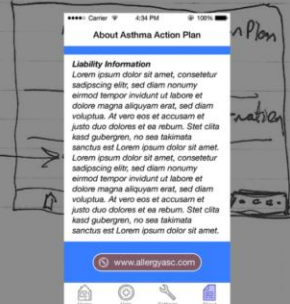 Carrier 4:34 PM 100%
About Asthma Action Plan
Liability Information
Lorem ipsum dolor sit amet, consetetur
sadipscing elitr, sed diam nonumy
eirmod tempor invidunt ut labore et
dolore magna aliquyam erat, sed diam
voluptua. At vero eos et accusam et
justo duo dolores et ea rebum. Stet clita
kasd gubergren, no sea takimata
sanctus est Lorem ipsum dolor sit amet.
Lorem ipsum dolor sit amet, consetetur
sadipscing elitr, sed diam nonumy
eirmod tempor invidunt ut labore et
dolore magna aliquyam erat, sed diam
voluptua. At vero eos et accusam et
justo duo dolores et ea rebum. Stet clita
kasd gubergren, no sea takimata
sanctus est Lorem ipsum dolor sit amet.
www.allergyasc.com
Plan